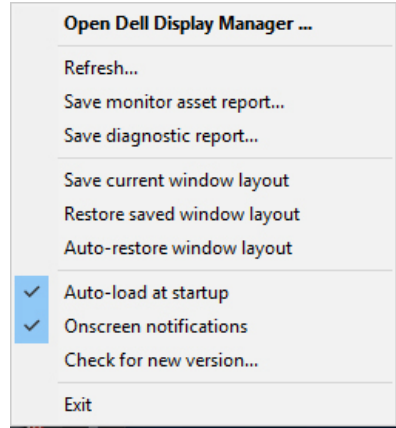 Open Dell Display Manager ...
Refresh...
Save monitor asset report...
Save diagnostic report...
Save current window layout
Restore saved window layout
Auto-restore window layout
Auto-load at startup
Onscreen notifications
Check for new version...
Exit